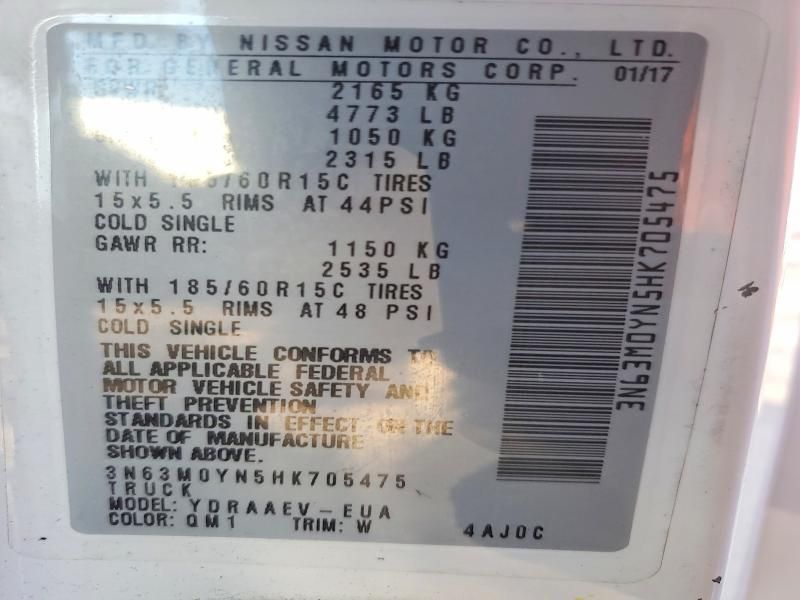 MFD. BY NISSAN MOTOR CO., LTD.
FOR GENERAL MOTORS CORP. 01/17
2165 KG
4773 LB
1050 KG
2315 LB
WITH 185/60R15C TIRES
15x5.5 RIMS AT 44PSI
COLD SINGLE
GAWR RR: 1150 KG
2535 LB
WITH 185/60R15C TIRES
15x5.5 RIMS AT 48 PSI
COLD SINGLE
THIS VEHICLE CONFORMS TO
ALL APPLICABLE FEDERAL
MOTOR VEHICLE SAFETY AND
THEFT PREVENTION
STANDARDS IN EFFECT ON THE
DATE OF MANUFACTURE
SHOWN ABOVE.
3N63M0YN5HK705475
TRUCK
MODEL: YDRAAEV-EUA
COLOR: QM1 TRIM: W 4AJ0C
3N63M0YN5HK705475